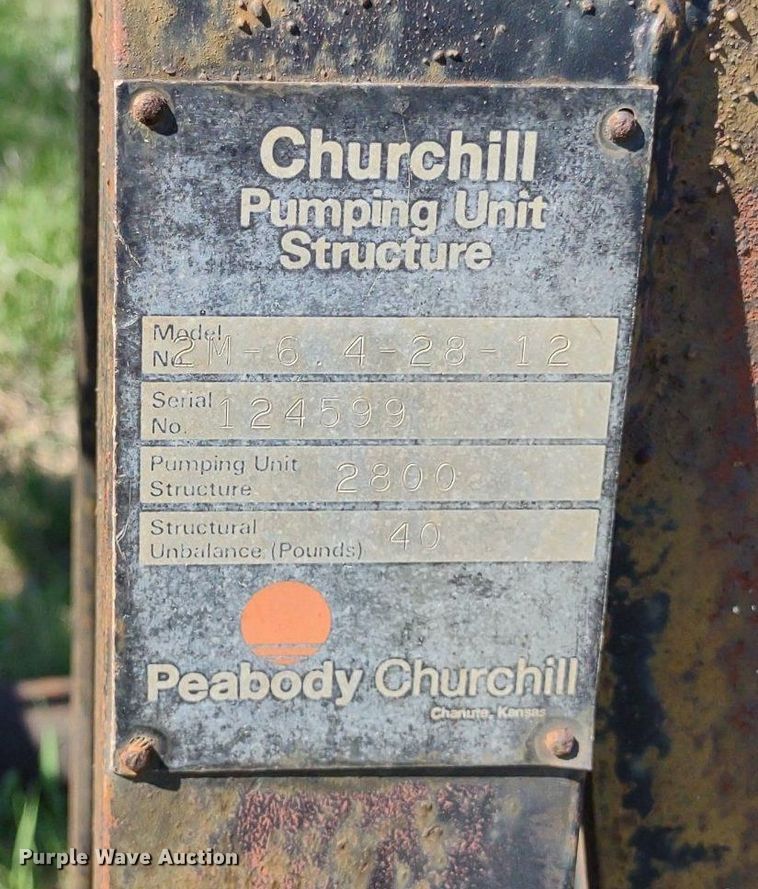 Churchill
Pumping Unit
Structure
Model
No. 2M-6.4-28-12
Serial
No. 124599
Pumping Unit
Structure 2800
Structural
Unbalance (Pounds) 40
Peabody Churchill
Chanute, Kansas
Purple Wave Auction